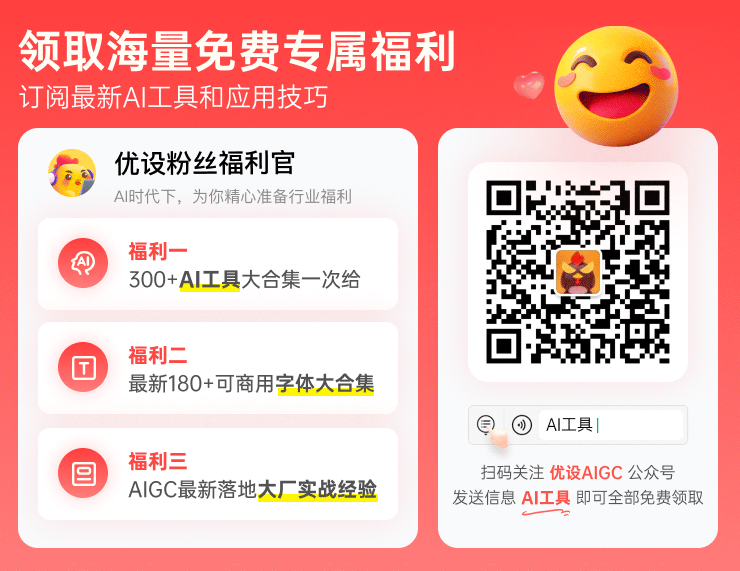 领取海量免费专属福利
订阅最新AI工具和应用技巧
优设粉丝福利官
AI时代下，为你精心准备行业福利
AI
福利一
300+AI工具大合集一次给
T
福利二
最新180+可商用字体大合集
福利三
AIGC最新落地大厂实战经验
AI工具
扫码关注 优设AIGC 公众号
发送信息 AI工具 即可全部免费领取